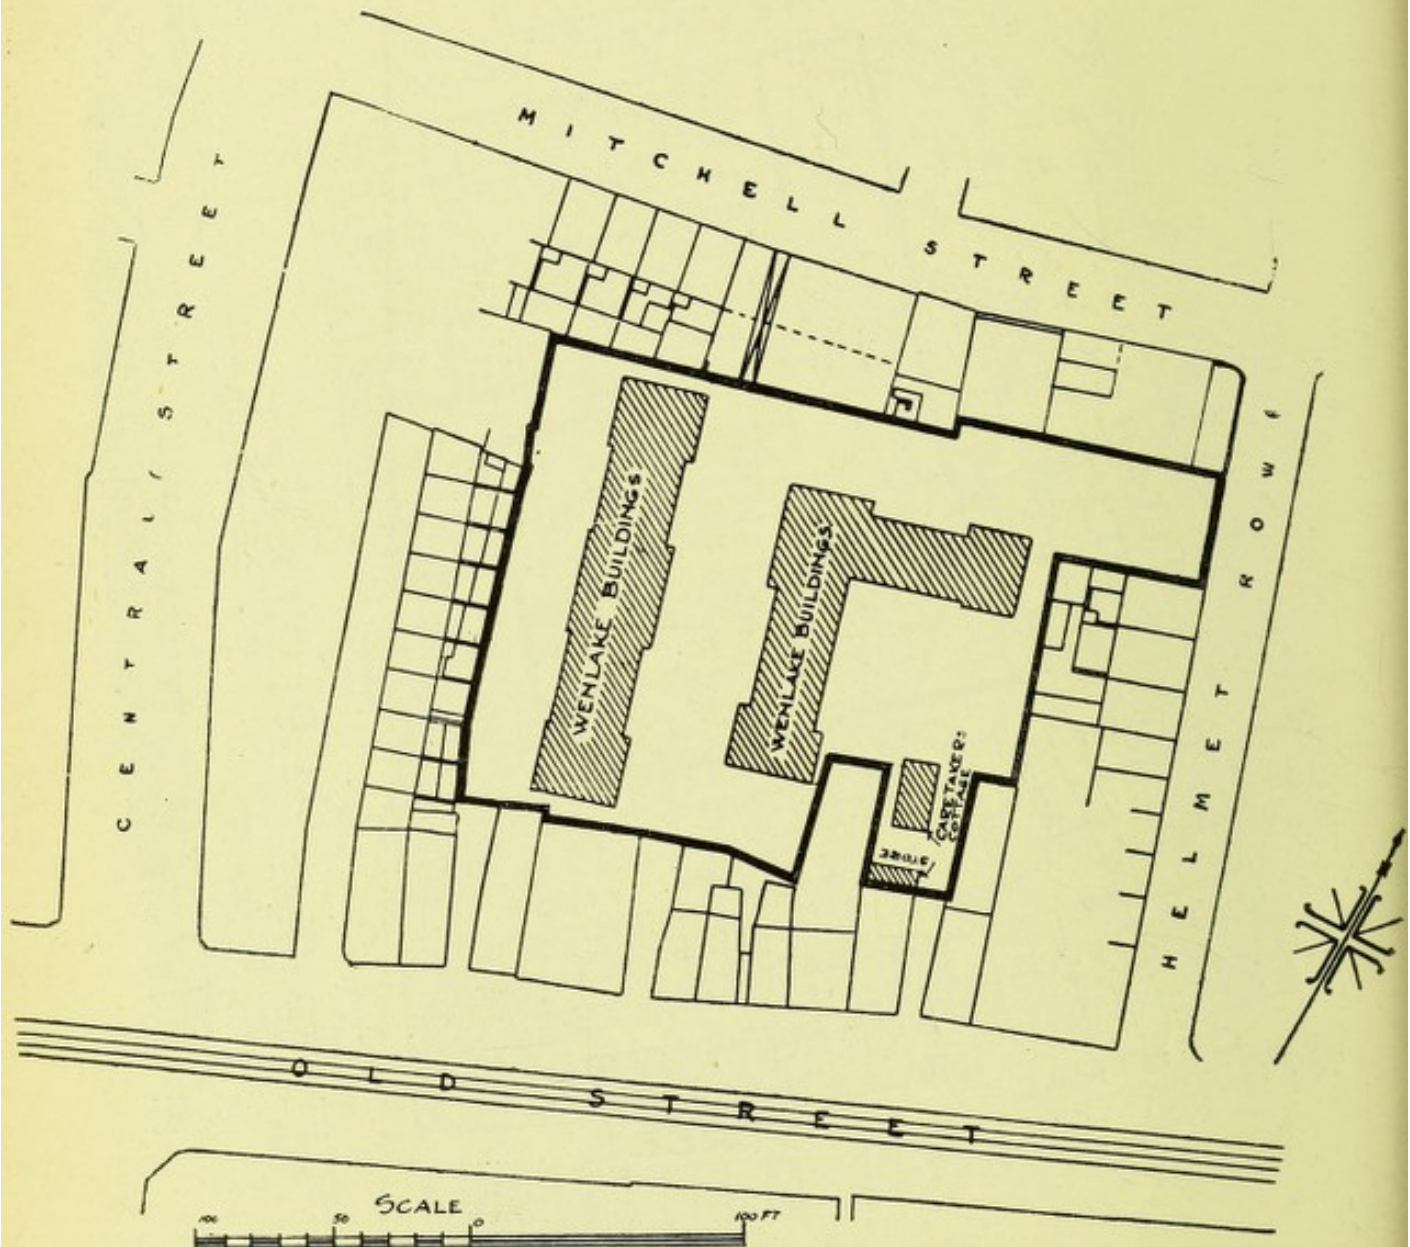 MITCHELL STREET
CENTRAL STREET
WENLAKE BUILDINGS
WENLAKE BUILDINGS
HELMET ROW
CARETAKERS
COTTAGE
STORE
N
OLD STREET
SCALE
100 50 0 100 FT